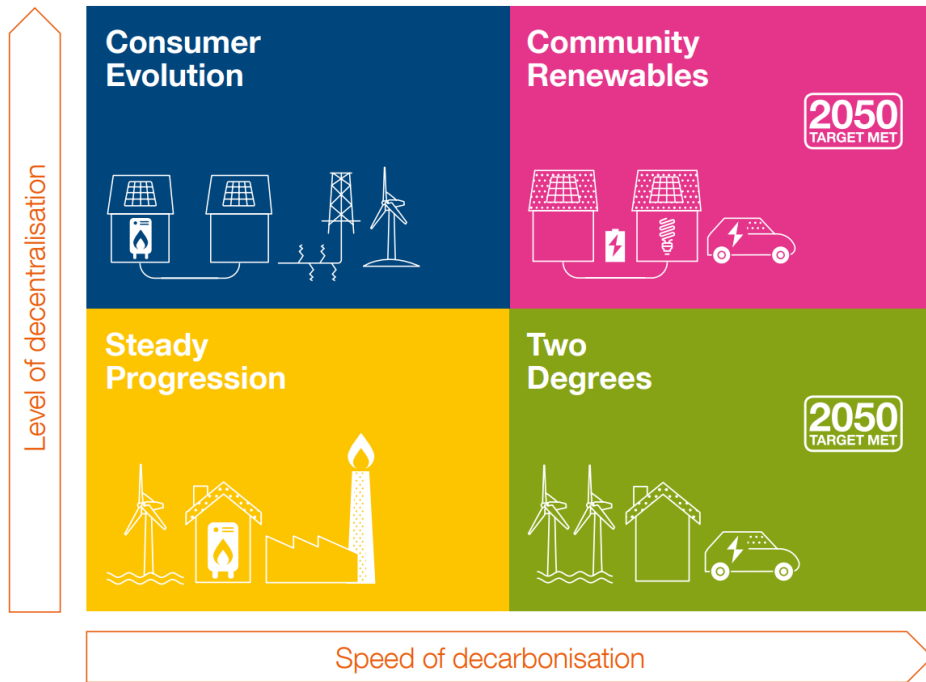 Level of decentralisation
Consumer
Evolution
Community
Renewables
2050
TARGET MET
Steady
Progression
Two
Degrees
2050
TARGET MET
Speed of decarbonisation